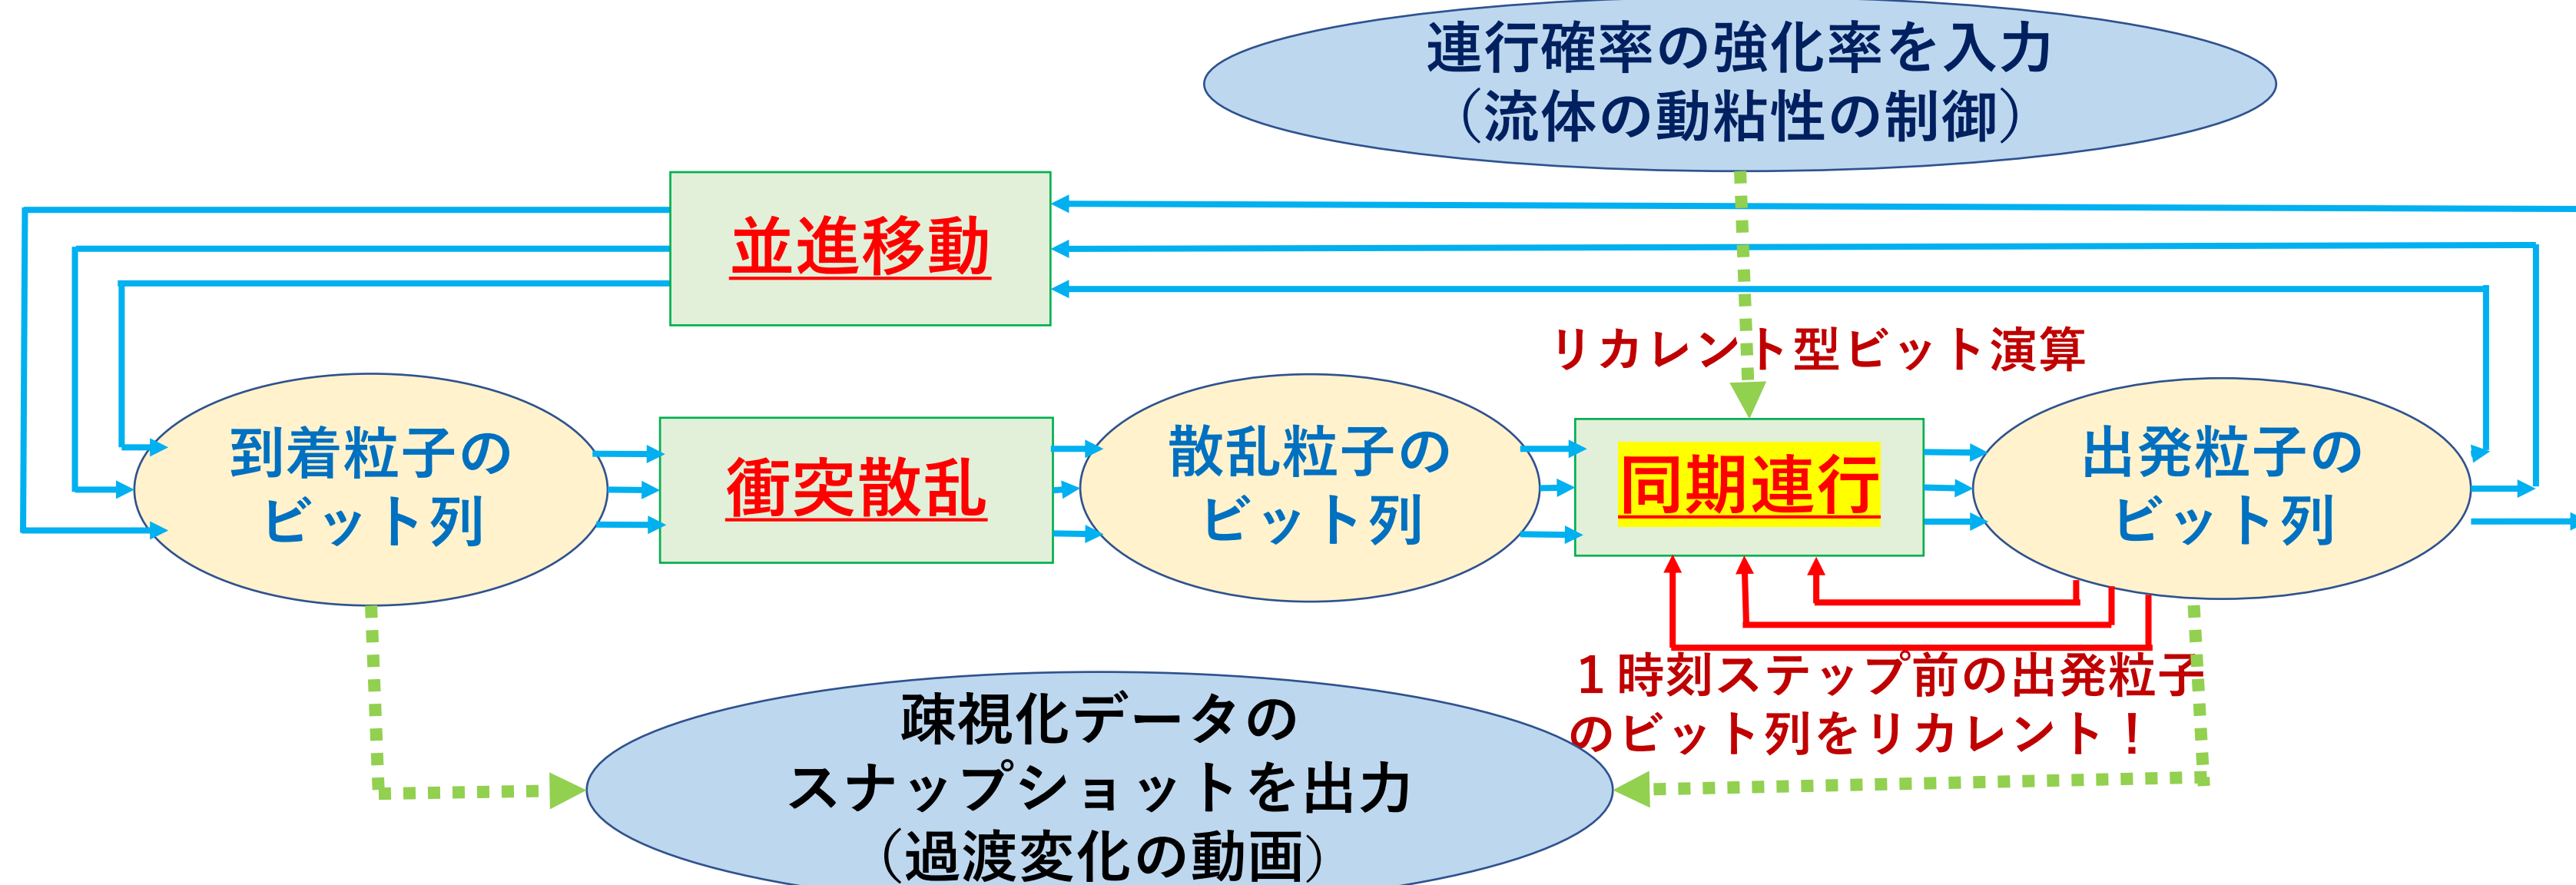 連行確率の強化率を入力
（流体の動粘性の制御）
並進移動
リカレント型ビット演算
到着粒子の
ビット列
衝突散乱
散乱粒子の
ビット列
同期連行
出発粒子の
ビット列
１時刻ステップ前の出発粒子
のビット列をリカレント！
疎視化データの
スナップショットを出力
（過渡変化の動画）